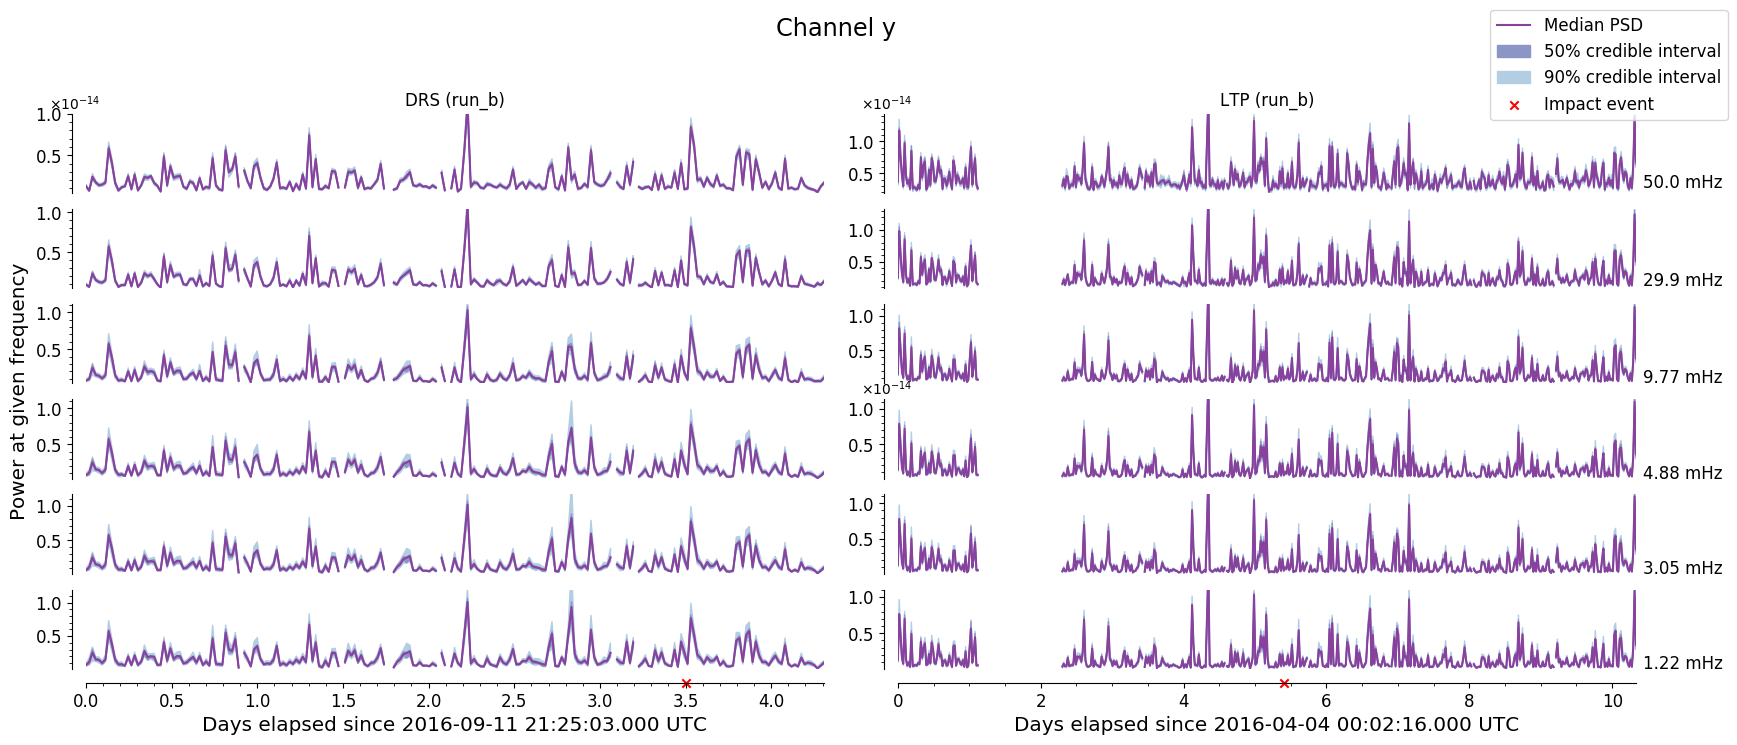 Channel y
Median PSD
50% credible interval
90% credible interval
Impact event
DRS (run_b)
LTP (run_b)
×10⁻¹⁴
1.0
0.5
×10⁻¹⁴
1.0
0.5
50.0 mHz
1.0
0.5
1.0
0.5
29.9 mHz
1.0
0.5
1.0
0.5
9.77 mHz
1.0
0.5
×10⁻¹⁴
1.0
0.5
4.88 mHz
1.0
0.5
1.0
0.5
3.05 mHz
1.0
0.5
1.0
0.5
1.22 mHz
Power at given frequency
0.0 0.5 1.0 1.5 2.0 2.5 3.0 3.5 4.0
0 2 4 6 8 10
Days elapsed since 2016-09-11 21:25:03.000 UTC
Days elapsed since 2016-04-04 00:02:16.000 UTC